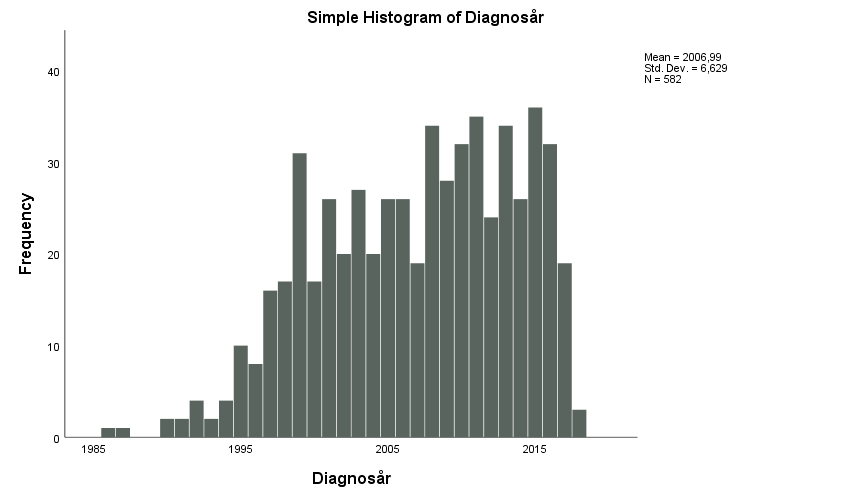 Simple Histogram of Diagnosår
Mean = 2006,99
Std. Dev. = 6,629
N = 582
Frequency
40
30
20
10
0
1985
1995
2005
2015
Diagnosår